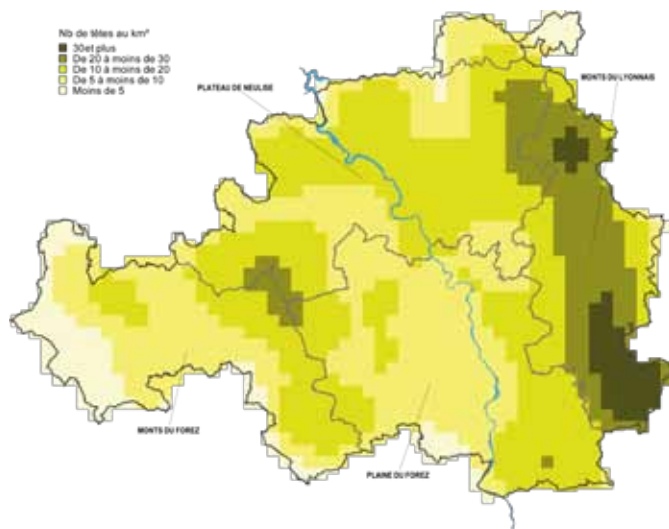 Nb de têtes au km²
30et plus
De 20 à moins de 30
De 10 à moins de 20
De 5 à moins de 10
Moins de 5
MONTS DU LYONNAIS
PLATEAU DE NEULISE
MONTS DU FOREZ
PLAINE DU FOREZ